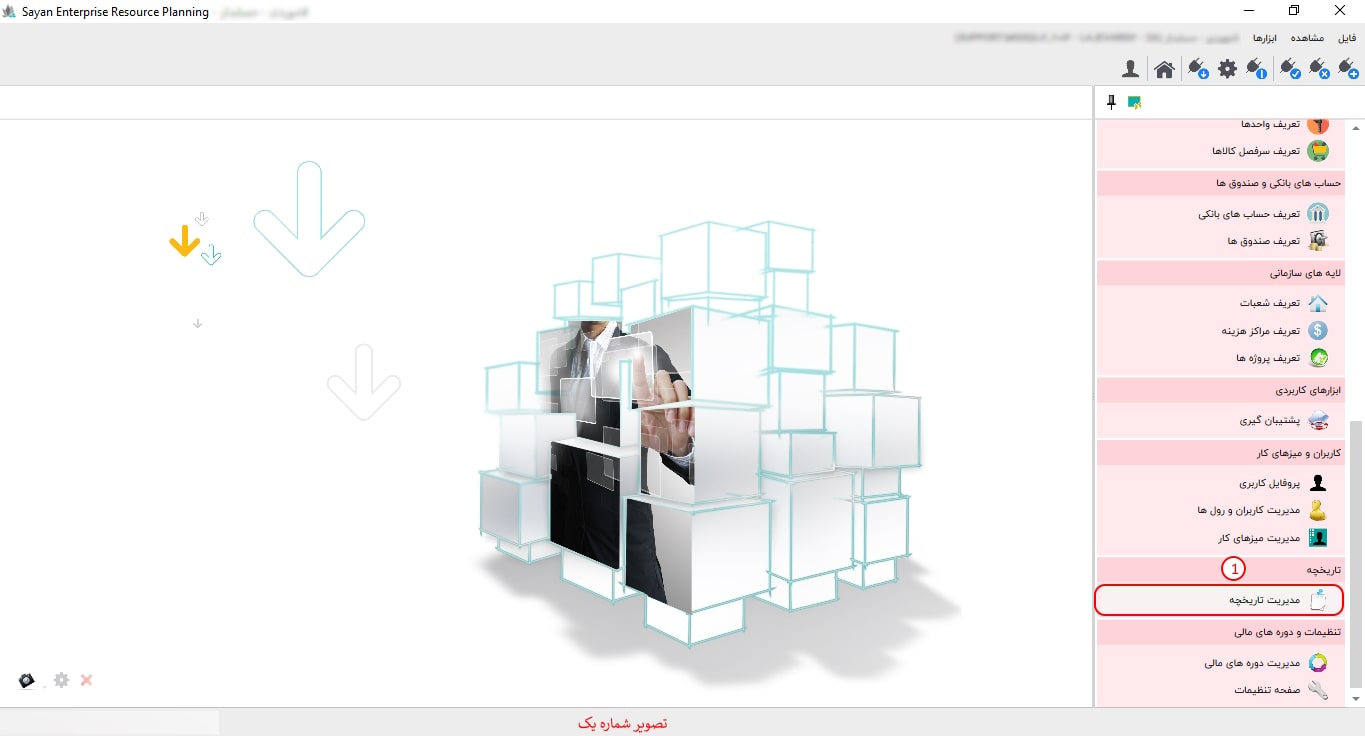 Sayan Enterprise Resource Planning
فایل
مشاهده
ابزارها
تعریف واحدها
تعریف سرفصل کالاها
حساب های بانکی و صندوق ها
تعریف حساب های بانکی
تعریف صندوق ها
لایه های سازمانی
تعریف شعبات
تعریف مراکز هزینه
تعریف پروژه ها
ابزارهای کاربردی
پشتیبان گیری
کاربران و میزهای کار
پروفایل کاربری
مدیریت کاربران و رول ها
مدیریت میزهای کار
تاریخچه
1
مدیریت تاریخچه
تنظیمات و دوره های مالی
مدیریت دوره های مالی
صفحه تنظیمات
تصویر شماره یک